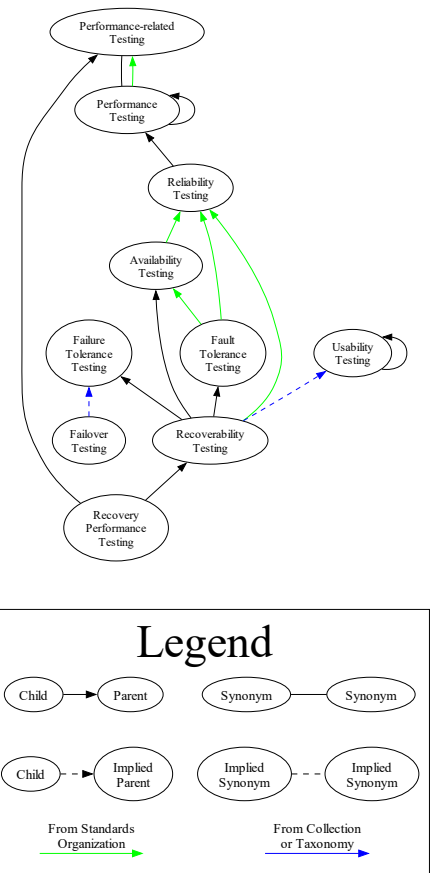 Performance-related
Testing
Performance
Testing
Reliability
Testing
Availability
Testing
Failure
Tolerance
Testing
Fault
Tolerance
Testing
Usability
Testing
Failover
Testing
Recoverability
Testing
Recovery
Performance
Testing
Legend
Child
Parent
Synonym
Synonym
Child
Implied
Parent
Implied
Synonym
Implied
Synonym
From Standards
Organization
From Collection
or Taxonomy